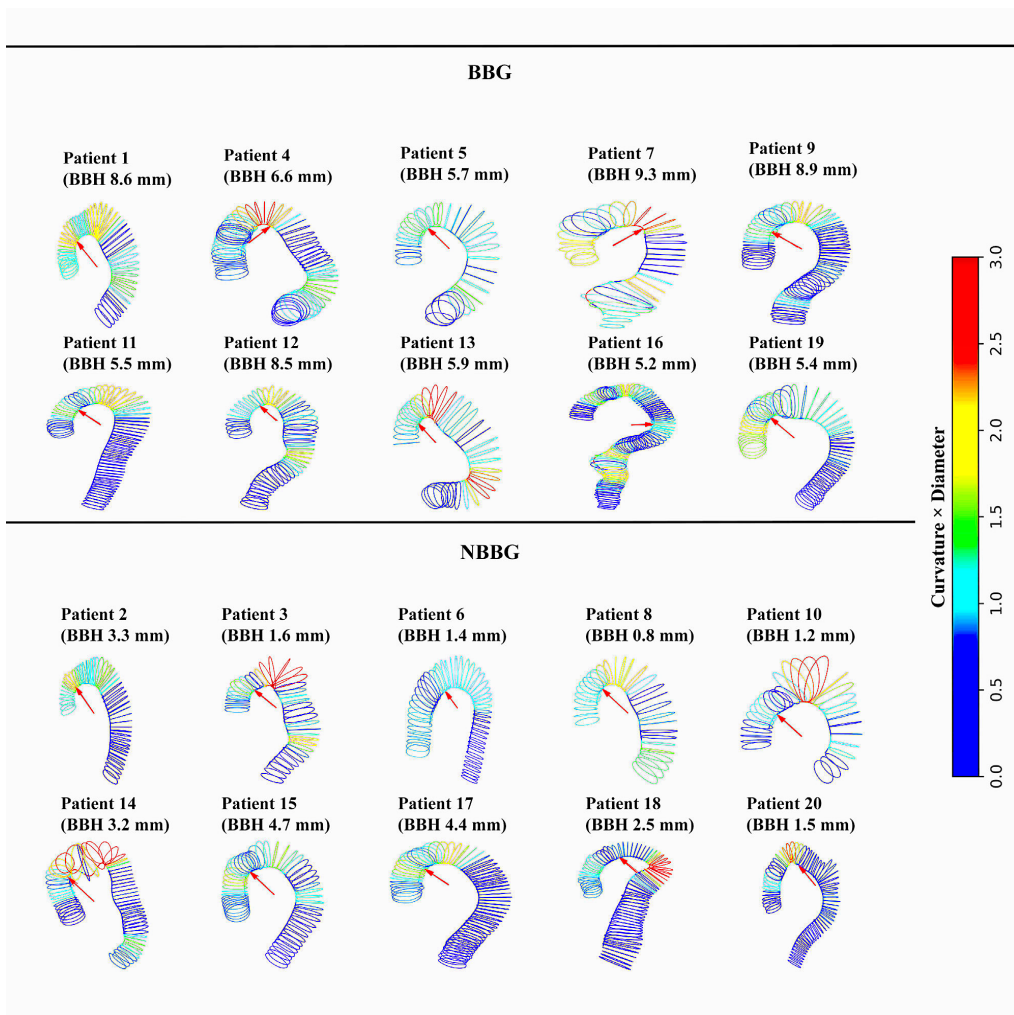 BBG
Patient 1
(BBH 8.6 mm)
Patient 4
(BBH 6.6 mm)
Patient 5
(BBH 5.7 mm)
Patient 7
(BBH 9.3 mm)
Patient 9
(BBH 8.9 mm)
Patient 11
(BBH 5.5 mm)
Patient 12
(BBH 8.5 mm)
Patient 13
(BBH 5.9 mm)
Patient 16
(BBH 5.2 mm)
Patient 19
(BBH 5.4 mm)
NBBG
Patient 2
(BBH 3.3 mm)
Patient 3
(BBH 1.6 mm)
Patient 6
(BBH 1.4 mm)
Patient 8
(BBH 0.8 mm)
Patient 10
(BBH 1.2 mm)
Patient 14
(BBH 3.2 mm)
Patient 15
(BBH 4.7 mm)
Patient 17
(BBH 4.4 mm)
Patient 18
(BBH 2.5 mm)
Patient 20
(BBH 1.5 mm)
Curvature × Diameter
3.0
2.5
2.0
1.5
1.0
0.5
0.0